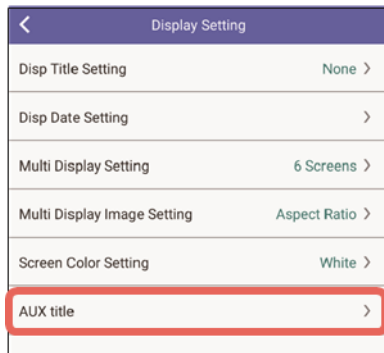 Display Setting
Disp Title Setting None
Disp Date Setting
Multi Display Setting 6 Screens
Multi Display Image Setting Aspect Ratio
Screen Color Setting White
AUX title